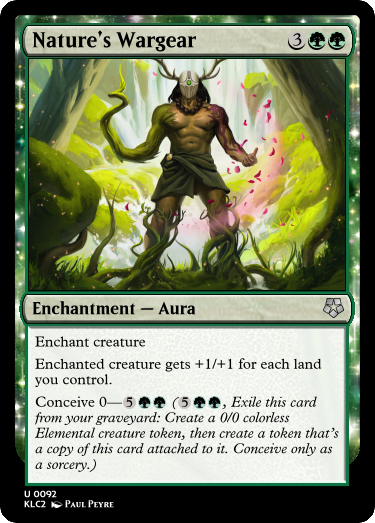 Nature's Wargear 3
Enchantment — Aura
Enchant creature
Enchanted creature gets +1/+1 for each land
you control.
Conceive 0—5 (5, Exile this card
from your graveyard: Create a 0/0 colorless
Elemental creature token, then create a token that's
a copy of this card attached to it. Conceive only as
a sorcery.)
U 0092
KLC2 Paul Peyre